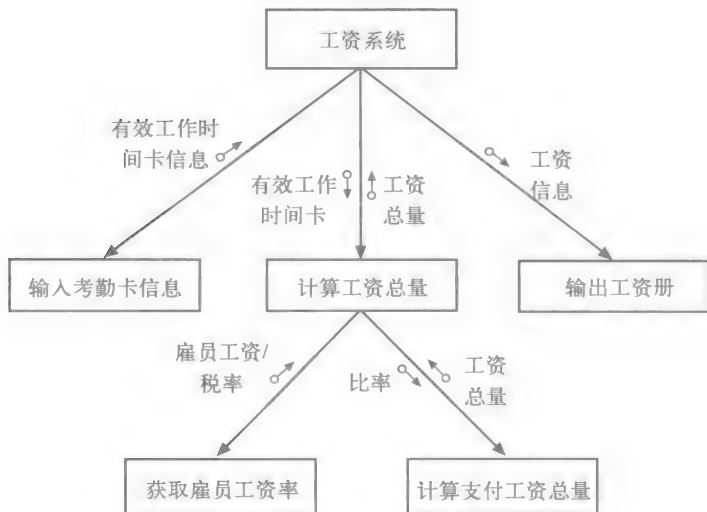 工资系统
有效工作时
间卡信息
有效工作
时间卡
工资
总量
工资
信息
输入考勤卡信息
计算工资总量
输出工资册
雇员工资/
税率
比率
工资
总量
获取雇员工资率
计算支付工资总量